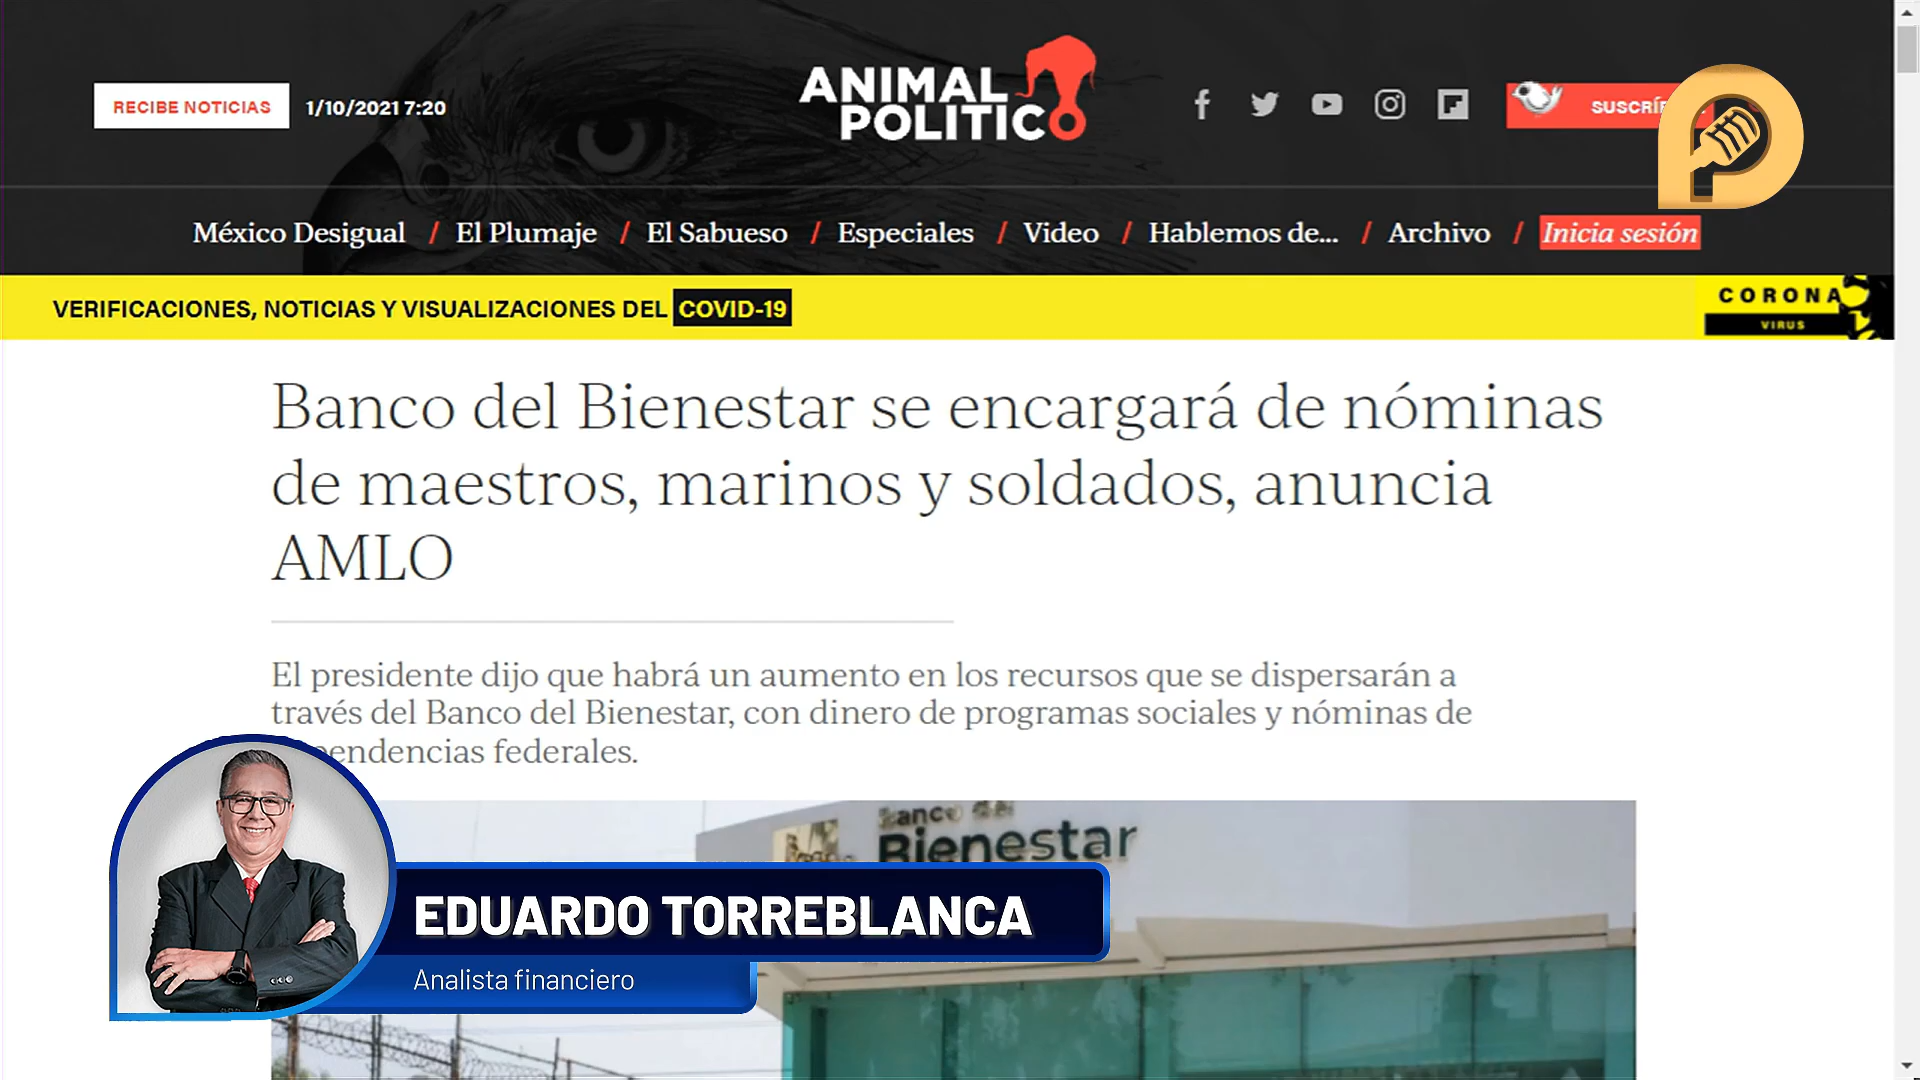 RECIBE NOTICIAS
1/10/2021 7:20
ANIMAL
POLITICO
México Desigual / El Plumaje / El Sabueso / Especiales / Video / Hablemos de... / Archivo / Inicia sesión
VERIFICACIONES, NOTICIAS Y VISUALIZACIONES DEL COVID-19
CORONA
VIRUS
Banco del Bienestar se encargará de nóminas
de maestros, marinos y soldados, anuncia
AMLO
El presidente dijo que habrá un aumento en los recursos que se dispersarán a
través del Banco del Bienestar, con dinero de programas sociales y nóminas de
federales.
Banco del
Bienestar
EDUARDO TORREBLANCA
Analista financiero